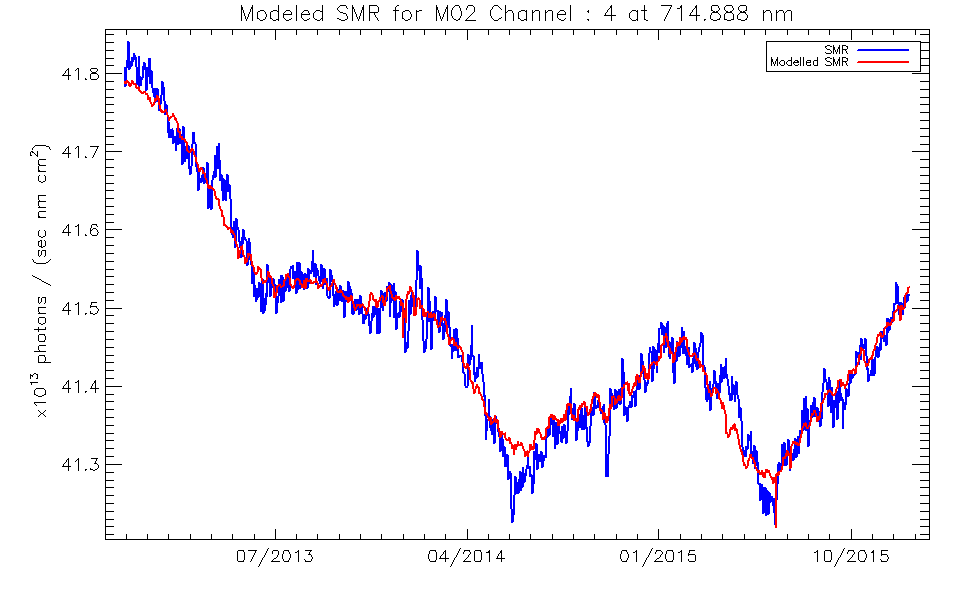 Modeled SMR for M02 Channel : 4 at 714.888 nm
SMR
Modelled SMR
x10¹³ photons / (sec nm cm²)
41.8
41.7
41.6
41.5
41.4
41.3
07/2013
04/2014
01/2015
10/2015